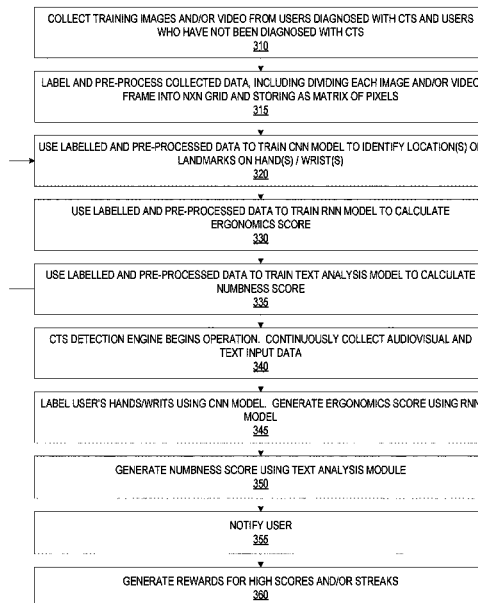 COLLECT TRAINING IMAGES AND/OR VIDEO FROM USERS DIAGNOSED WITH CTS AND USERS
WHO HAVE NOT BEEN DIAGNOSED WITH CTS
310
LABEL AND PRE-PROCESS COLLECTED DATA, INCLUDING DIVIDING EACH IMAGE AND/OR VIDEO
FRAME INTO NXN GRID AND STORING AS MATRIX OF PIXELS
315
USE LABELLED AND PRE-PROCESSED DATA TO TRAIN CNN MODEL TO IDENTIFY LOCATION(S) OF
LANDMARKS ON HAND(S) / WRIST(S)
320
USE LABELLED AND PRE-PROCESSED DATA TO TRAIN RNN MODEL TO CALCULATE
ERGONOMICS SCORE
330
USE LABELLED AND PRE-PROCESSED DATA TO TRAIN TEXT ANALYSIS MODEL TO CALCULATE
NUMBNESS SCORE
335
CTS DETECTION ENGINE BEGINS OPERATION. CONTINUOUSLY COLLECT AUDIOVISUAL AND
TEXT INPUT DATA
340
LABEL USER'S HANDS/WRITS USING CNN MODEL. GENERATE ERGONOMICS SCORE USING RNN
MODEL
345
GENERATE NUMBNESS SCORE USING TEXT ANALYSIS MODULE
350
NOTIFY USER
355
GENERATE REWARDS FOR HIGH SCORES AND/OR STREAKS
360